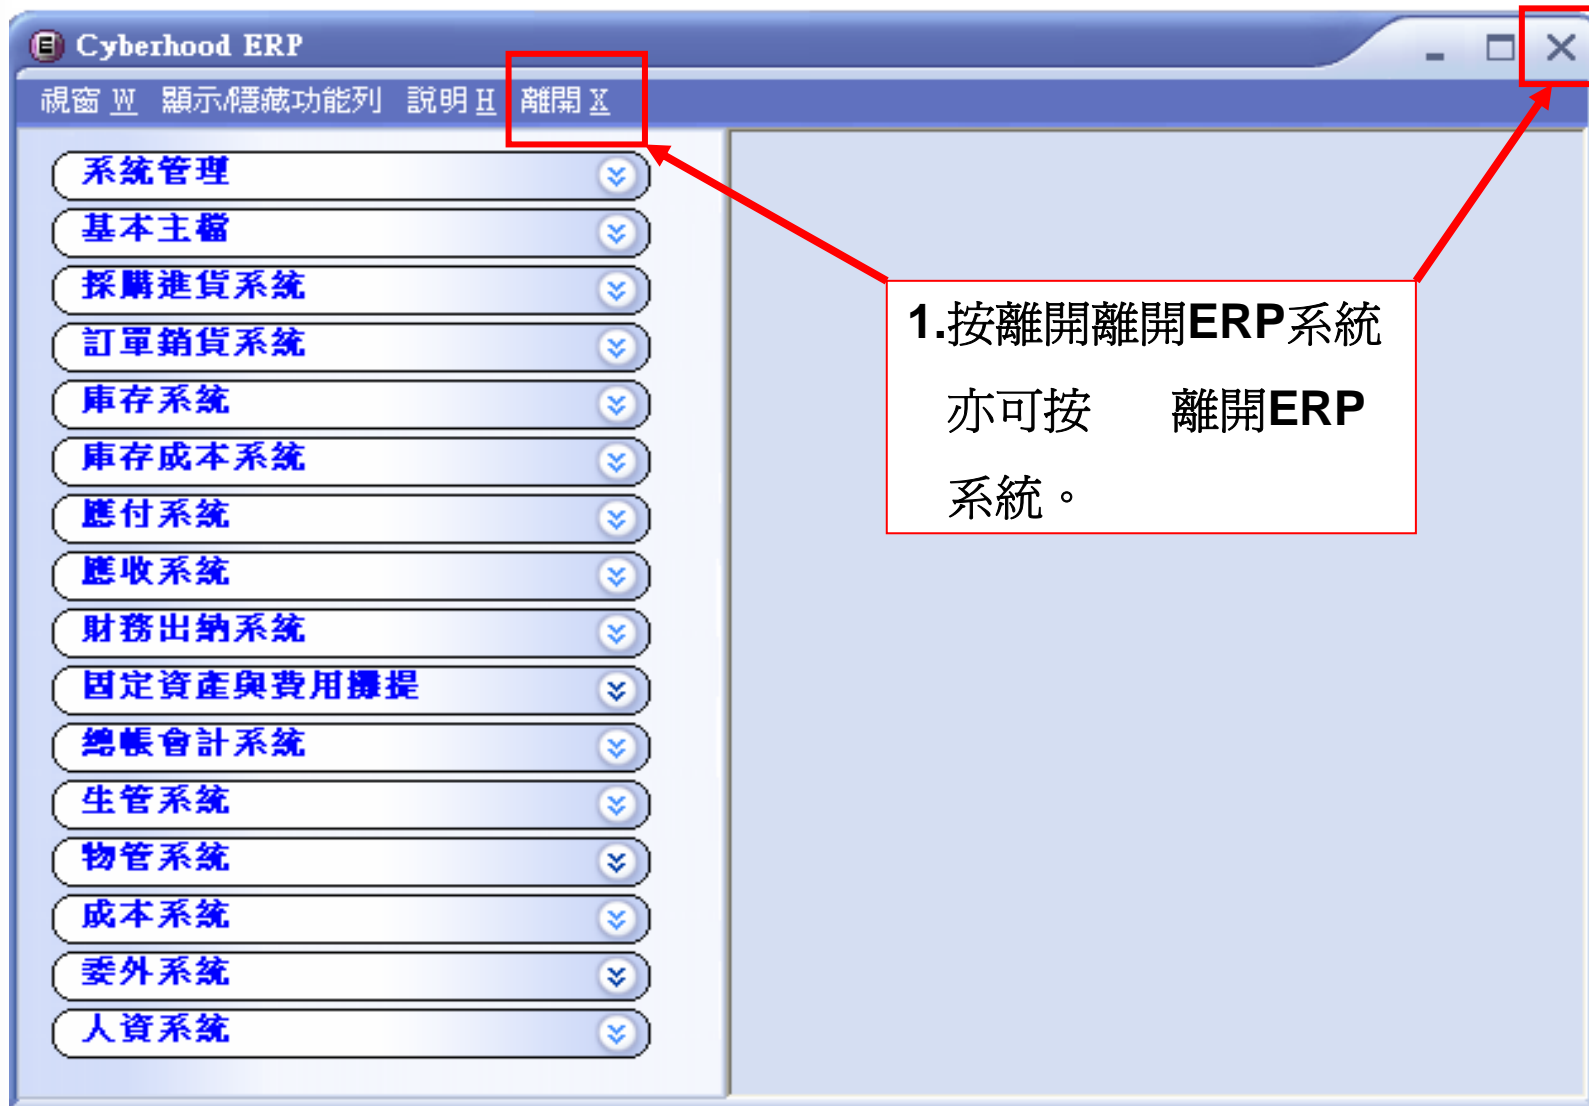 Cyberhood ERP
視窗 W 顯示/隱藏功能列 說明 H 離開 X
系統管理
基本主檔
採購進貨系統
訂單銷貨系統
庫存系統
庫存成本系統
應付系統
應收系統
財務出納系統
固定資產與費用攤提
總帳會計系統
生管系統
物管系統
成本系統
委外系統
人資系統
1.按離開離開ERP系統
亦可按 離開ERP
系統。